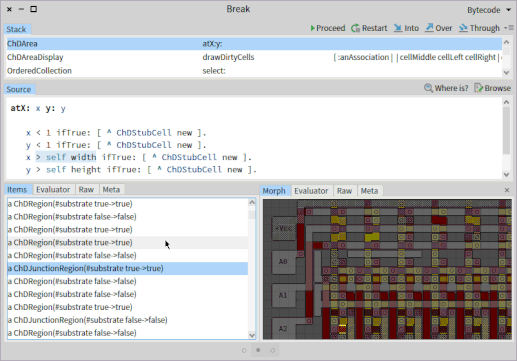 Break
Bytecode
Stack
Proceed Restart Into Over Through
ChDArea atX:y:
ChDAreaDisplay drawDirtyCells [ :anAssociation | | cellMiddle cellLeft cellRight |
OrderedCollection select:
Source
Where is? Browse
atX: x y: y
x < 1 ifTrue: [ ^ ChDStubCell new ].
y < 1 ifTrue: [ ^ ChDStubCell new ].
x > self width ifTrue: [ ^ ChDStubCell new ].
y > self height ifTrue: [ ^ ChDStubCell new ].
Items Evaluator Raw Meta
Morph Evaluator Raw Meta
a ChDRegion(#substrate true->true)
a ChDRegion(#substrate false->false)
a ChDRegion(#substrate true->true)
a ChDRegion(#substrate true->true)
a ChDRegion(#substrate false->false)
a ChDJunctionRegion(#substrate true->true)
a ChDRegion(#substrate false->false)
a ChDRegion(#substrate false->false)
a ChDRegion(#substrate true->true)
a ChDJunctionRegion(#substrate false->false)
a ChDRegion(#substrate false->false)
+Vcc
A0
A1
A2